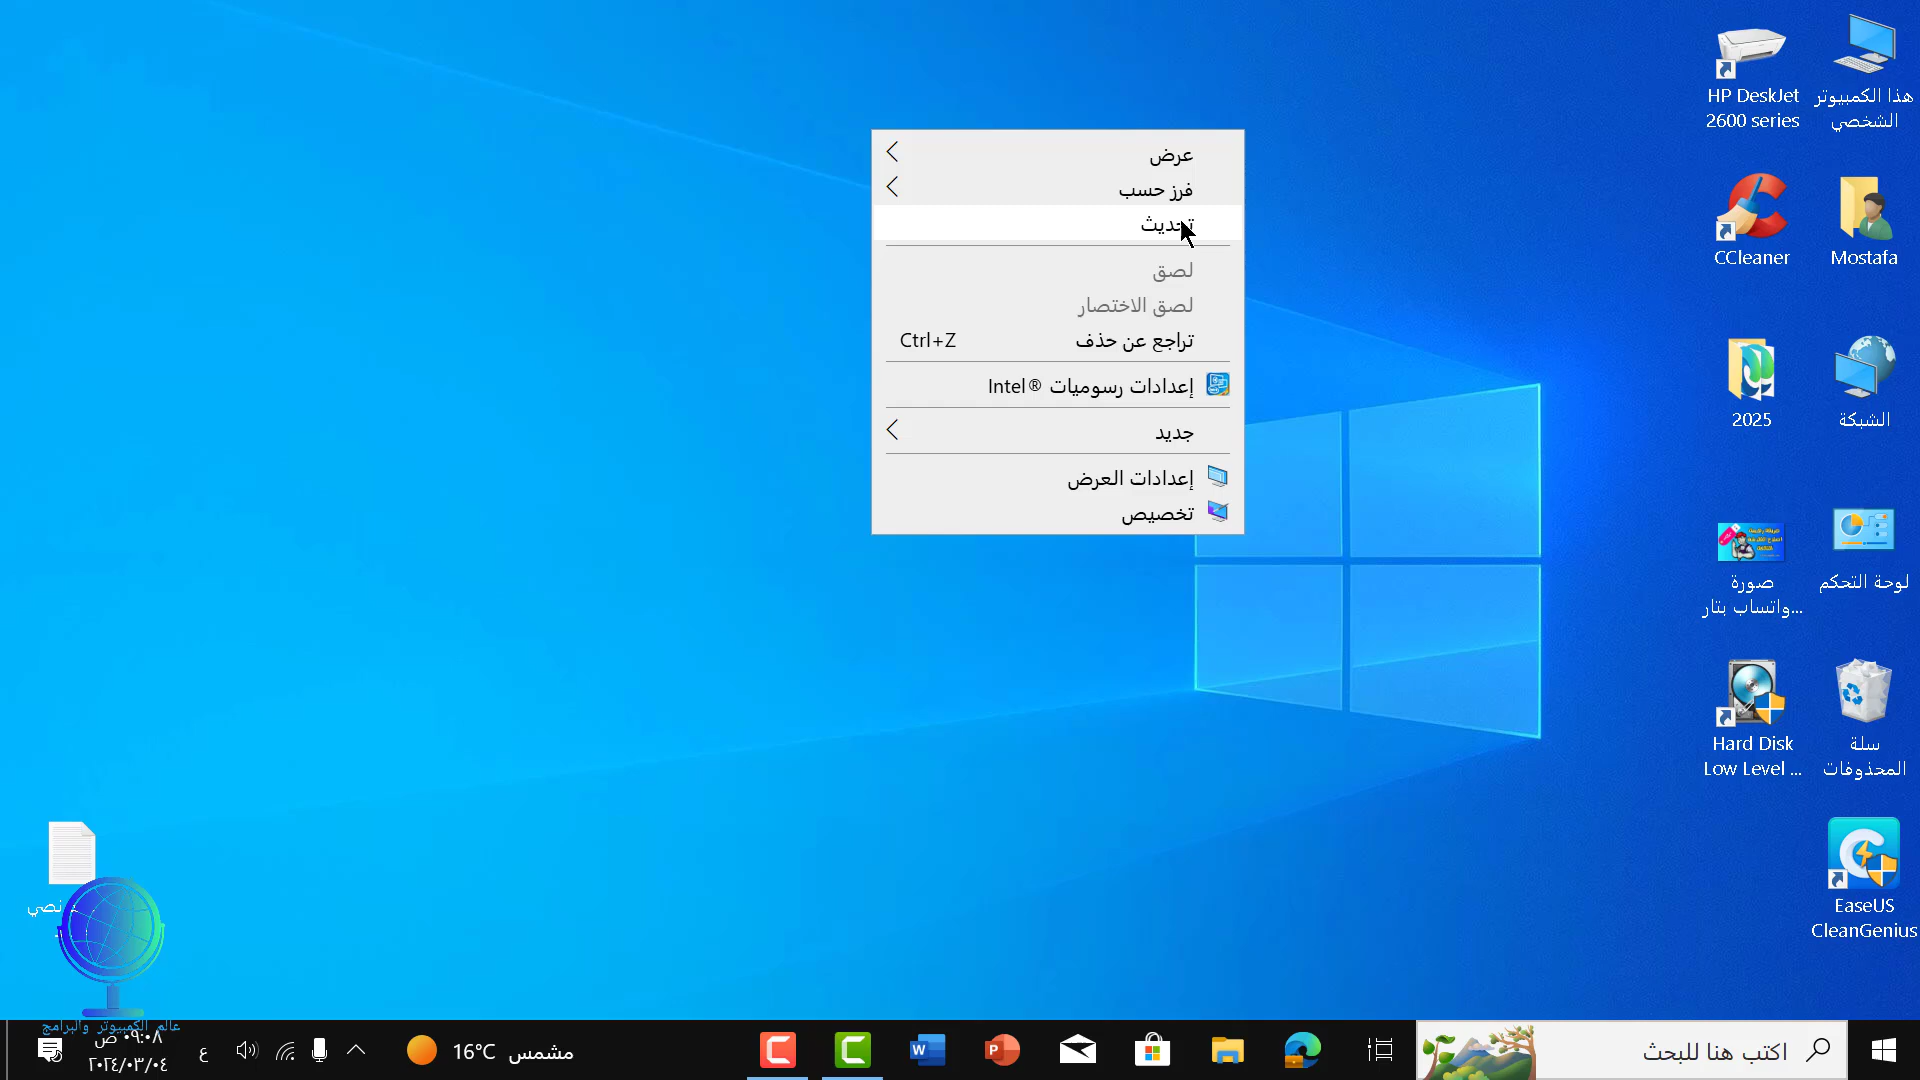 هذا الكمبيوتر
الشخصي
HP DeskJet
2600 series
Mostafa
CCleaner
الشبكة
2025
لوحة التحكم
صورة
واتساب بتار...
سلة
المحذوفات
Hard Disk
Low Level ...
EaseUS
CleanGenius
عرض
فرز حسب
تحديث
لصق
لصق الاختصار
تراجع عن حذف Ctrl+Z
إعدادات رسوميات Intel®
جديد
إعدادات العرض
تخصيص
نصي
عالم الكمبيوتر والبرامج
اكتب هنا للبحث
مشمس 16°C
ع
٠٩:٠٨ ص
٢٠٢٤/٠٣/٠٤